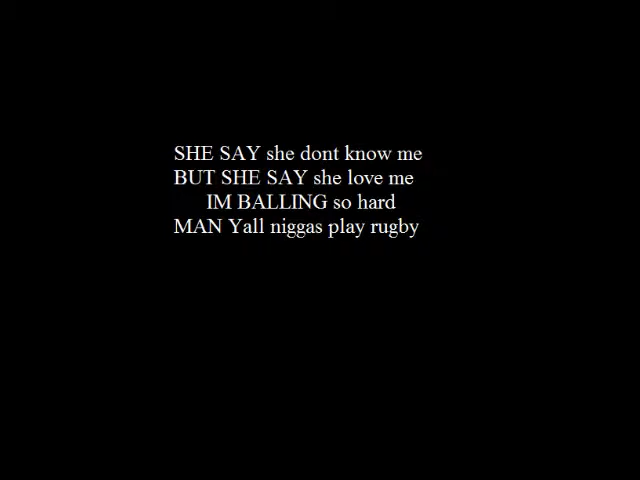 SHE SAY she dont know me
BUT SHE SAY she love me
IM BALLING so hard
MAN Yall niggas play rugby